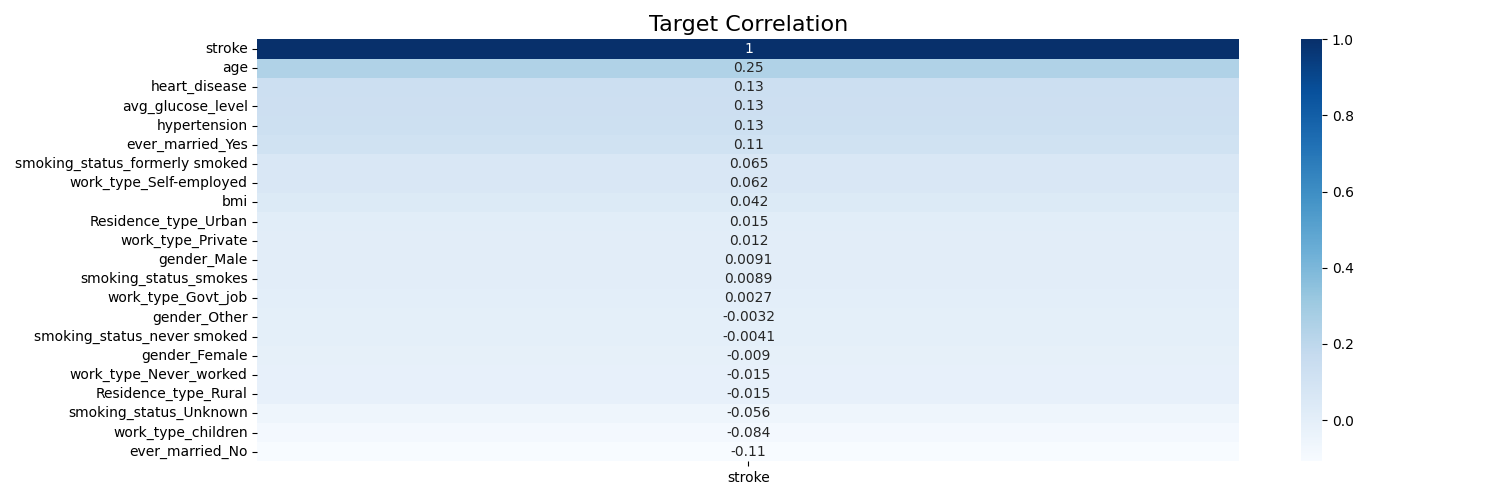 Target Correlation
stroke 1
age 0.25
heart_disease 0.13
avg_glucose_level 0.13
hypertension 0.13
ever_married_Yes 0.11
smoking_status_formerly smoked 0.065
work_type_Self-employed 0.062
bmi 0.042
Residence_type_Urban 0.015
work_type_Private 0.012
gender_Male 0.0091
smoking_status_smokes 0.0089
work_type_Govt_job 0.0027
gender_Other -0.0032
smoking_status_never smoked -0.0041
gender_Female -0.009
work_type_Never_worked -0.015
Residence_type_Rural -0.015
smoking_status_Unknown -0.056
work_type_children -0.084
ever_married_No -0.11
stroke
1.0
0.8
0.6
0.4
0.2
0.0